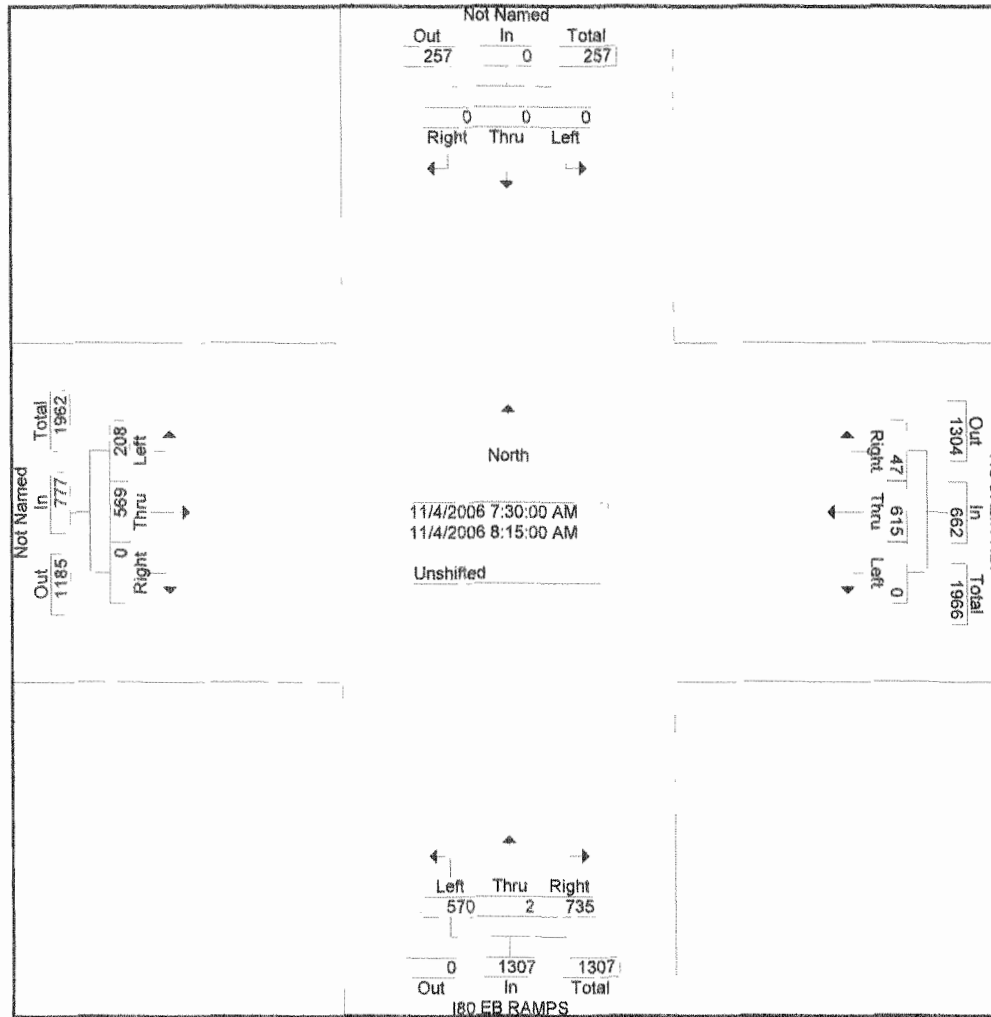 Not Named
Out In Total
257 0 257
0 0 0
Right Thru Left
Total
1962
In
777
Out
1185
Not Named
208
Left
569
Thru
0
Right
North
11/4/2006 7:30:00 AM
11/4/2006 8:15:00 AM
Unshifted
Right
47
Thru
615
Left
0
Out
1304
In
662
Total
1966
Left Thru Right
570 2 735
0 1307 1307
Out In Total
I80 EB RAMPS